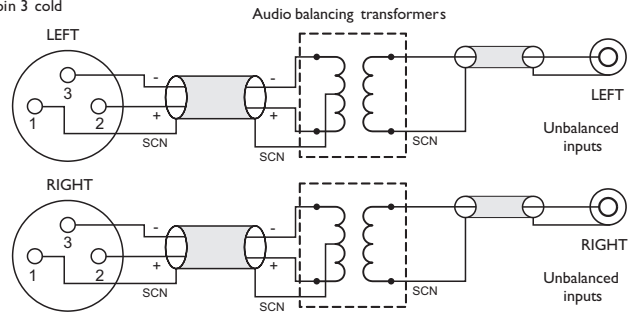 pin 3 cold
Audio balancing transformers
LEFT
3
1
2
-
+
SCN
-
+
SCN
SCN
LEFT
Unbalanced
inputs
RIGHT
3
1
2
-
+
SCN
-
+
SCN
SCN
RIGHT
Unbalanced
inputs